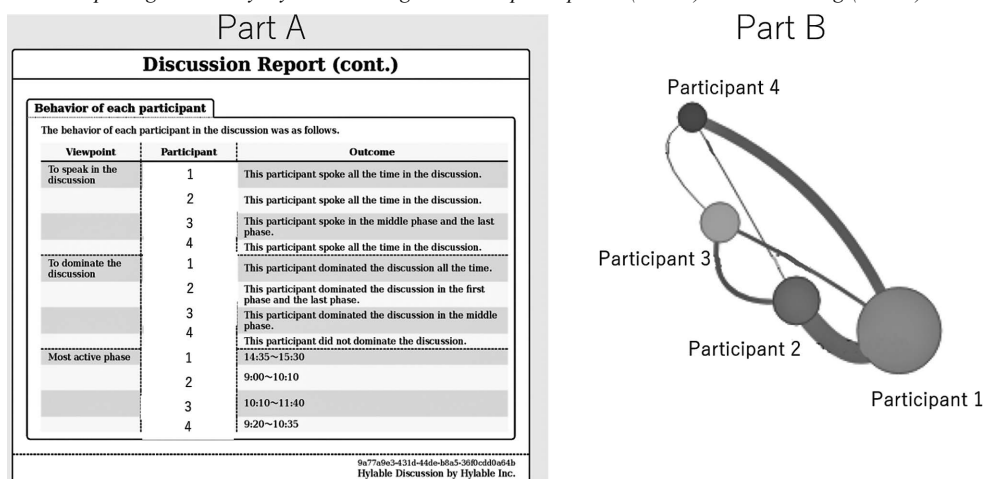 Part A
Discussion Report (cont.)
Behavior of each participant
The behavior of each participant in the discussion was as follows.
Viewpoint Participant Outcome
To speak in the discussion 1 This participant spoke all the time in the discussion.
2 This participant spoke all the time in the discussion.
3 This participant spoke in the middle phase and the last
phase.
4 This participant spoke all the time in the discussion.
To dominate the discussion 1 This participant dominated the discussion all the time.
2 This participant dominated the discussion in the first
phase and the last phase.
3 This participant dominated the discussion in the middle
phase.
4 This participant did not dominate the discussion.
Most active phase 1 14:35~15:30
2 9:00~10:10
3 10:10~11:40
4 9:20~10:35
9a77a9e3-431d-44de-b8a5-36f0cdd0a64b
Hylable Discussion by Hylable Inc.
Part B
Participant 4
Participant 3
Participant 2
Participant 1